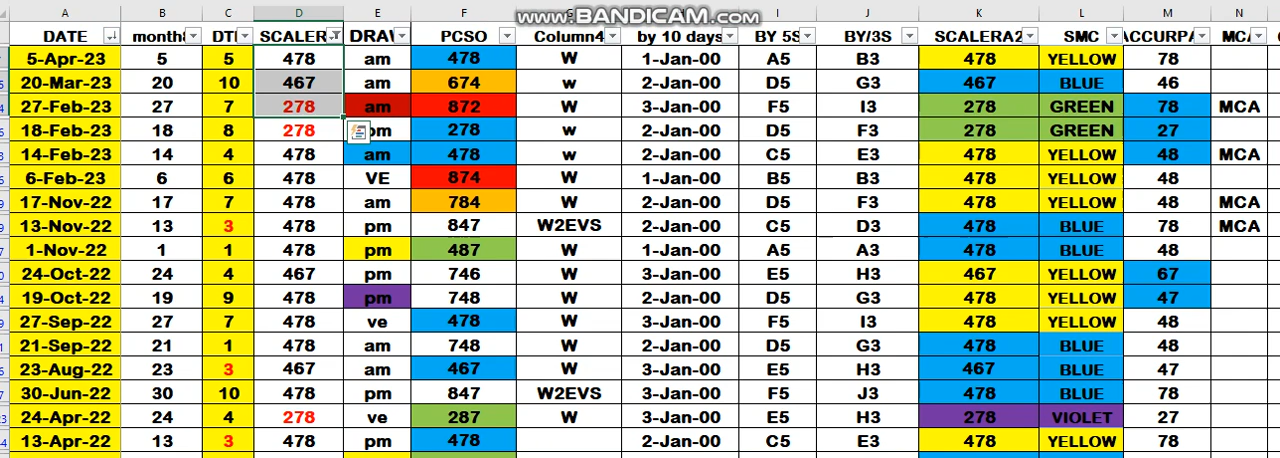 www.BANDICAM.com
A B C D E F I J K L M N
DATE month DTI SCALER DRAW PCSO Column4 by 10 days BY 5S BY/3S SCALERA2 SMC ACCURPA MCA
5-Apr-23 5 5 478 am 478 W 1-Jan-00 A5 B3 478 YELLOW 78
20-Mar-23 20 10 467 am 674 w 2-Jan-00 D5 G3 467 BLUE 46
27-Feb-23 27 7 278 am 872 W 3-Jan-00 F5 I3 278 GREEN 78 MCA
18-Feb-23 18 8 278 pm 278 w 2-Jan-00 D5 F3 278 GREEN 27
14-Feb-23 14 4 478 am 478 w 2-Jan-00 C5 E3 478 YELLOW 48 MCA
6-Feb-23 6 6 478 VE 874 W 1-Jan-00 B5 B3 478 YELLOW 48
17-Nov-22 17 7 478 am 784 W 2-Jan-00 D5 F3 478 YELLOW 48 MCA
13-Nov-22 13 3 478 pm 847 W2EVS 2-Jan-00 C5 D3 478 BLUE 78 MCA
1-Nov-22 1 1 478 pm 487 W 1-Jan-00 A5 A3 478 BLUE 48
24-Oct-22 24 4 467 pm 746 W 3-Jan-00 E5 H3 467 YELLOW 67
19-Oct-22 19 9 478 pm 748 W 2-Jan-00 D5 G3 478 YELLOW 47
27-Sep-22 27 7 478 ve 478 W 3-Jan-00 F5 I3 478 YELLOW 48
21-Sep-22 21 1 478 am 748 W 2-Jan-00 D5 G3 478 BLUE 48
23-Aug-22 23 3 467 am 467 W 3-Jan-00 E5 H3 467 BLUE 47
30-Jun-22 30 10 478 pm 847 W2EVS 3-Jan-00 F5 J3 478 BLUE 78
24-Apr-22 24 4 278 ve 287 W 3-Jan-00 E5 H3 278 VIOLET 27
13-Apr-22 13 3 478 pm 478 2-Jan-00 C5 E3 478 YELLOW 78